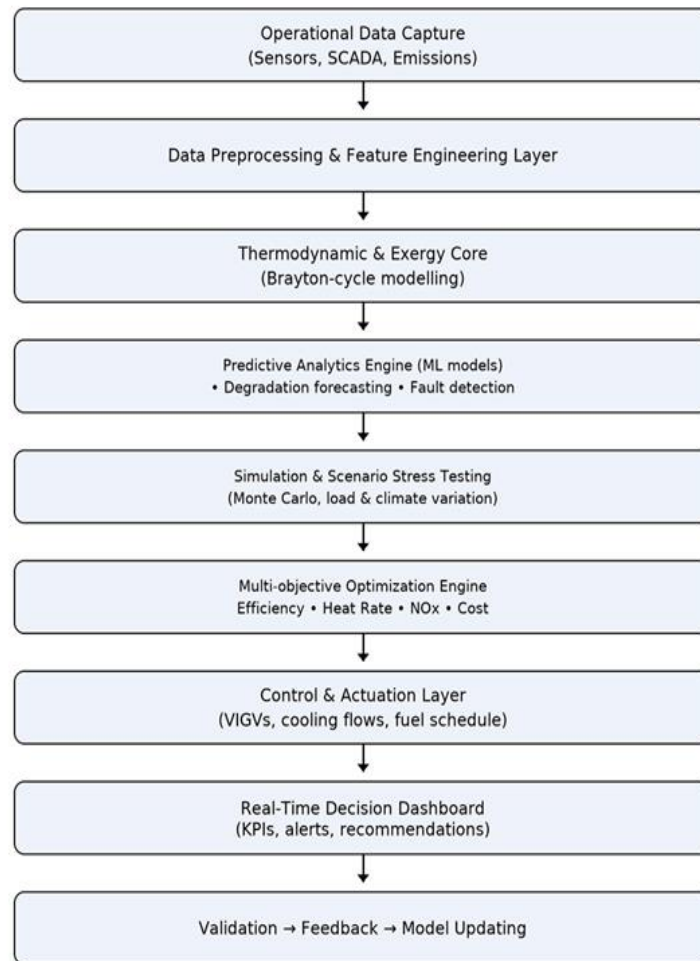 Operational Data Capture
(Sensors, SCADA, Emissions)
Data Preprocessing & Feature Engineering Layer
Thermodynamic & Exergy Core
(Brayton-cycle modelling)
Predictive Analytics Engine (ML models)
• Degradation forecasting • Fault detection
Simulation & Scenario Stress Testing
(Monte Carlo, load & climate variation)
Multi-objective Optimization Engine
Efficiency • Heat Rate • NOx • Cost
Control & Actuation Layer
(VIGVs, cooling flows, fuel schedule)
Real-Time Decision Dashboard
(KPIs, alerts, recommendations)
Validation → Feedback → Model Updating